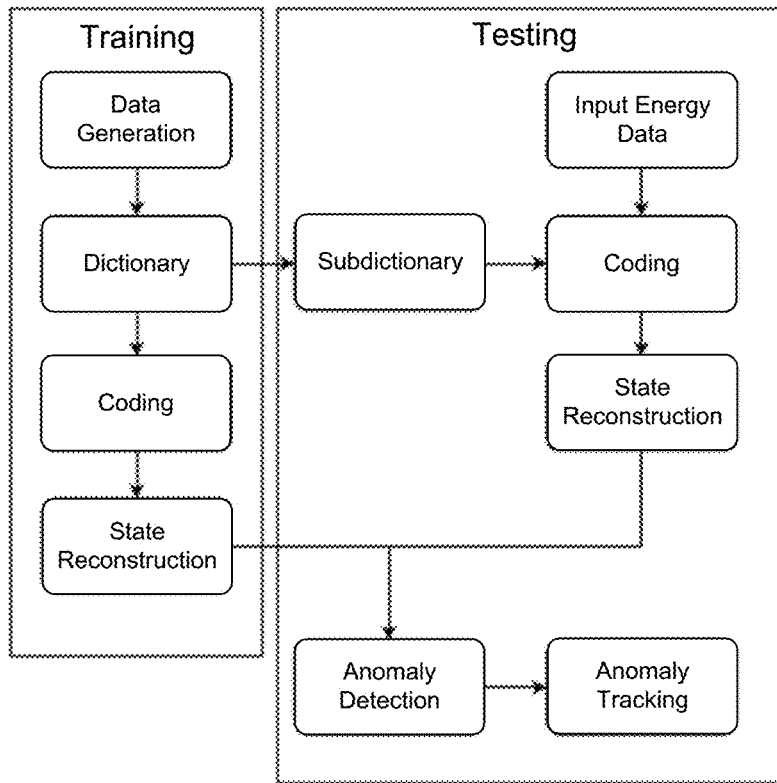 Training
Data
Generation
Dictionary
Coding
State
Reconstruction
Testing
Input Energy
Data
Subdictionary
Coding
State
Reconstruction
Anomaly
Detection
Anomaly
Tracking